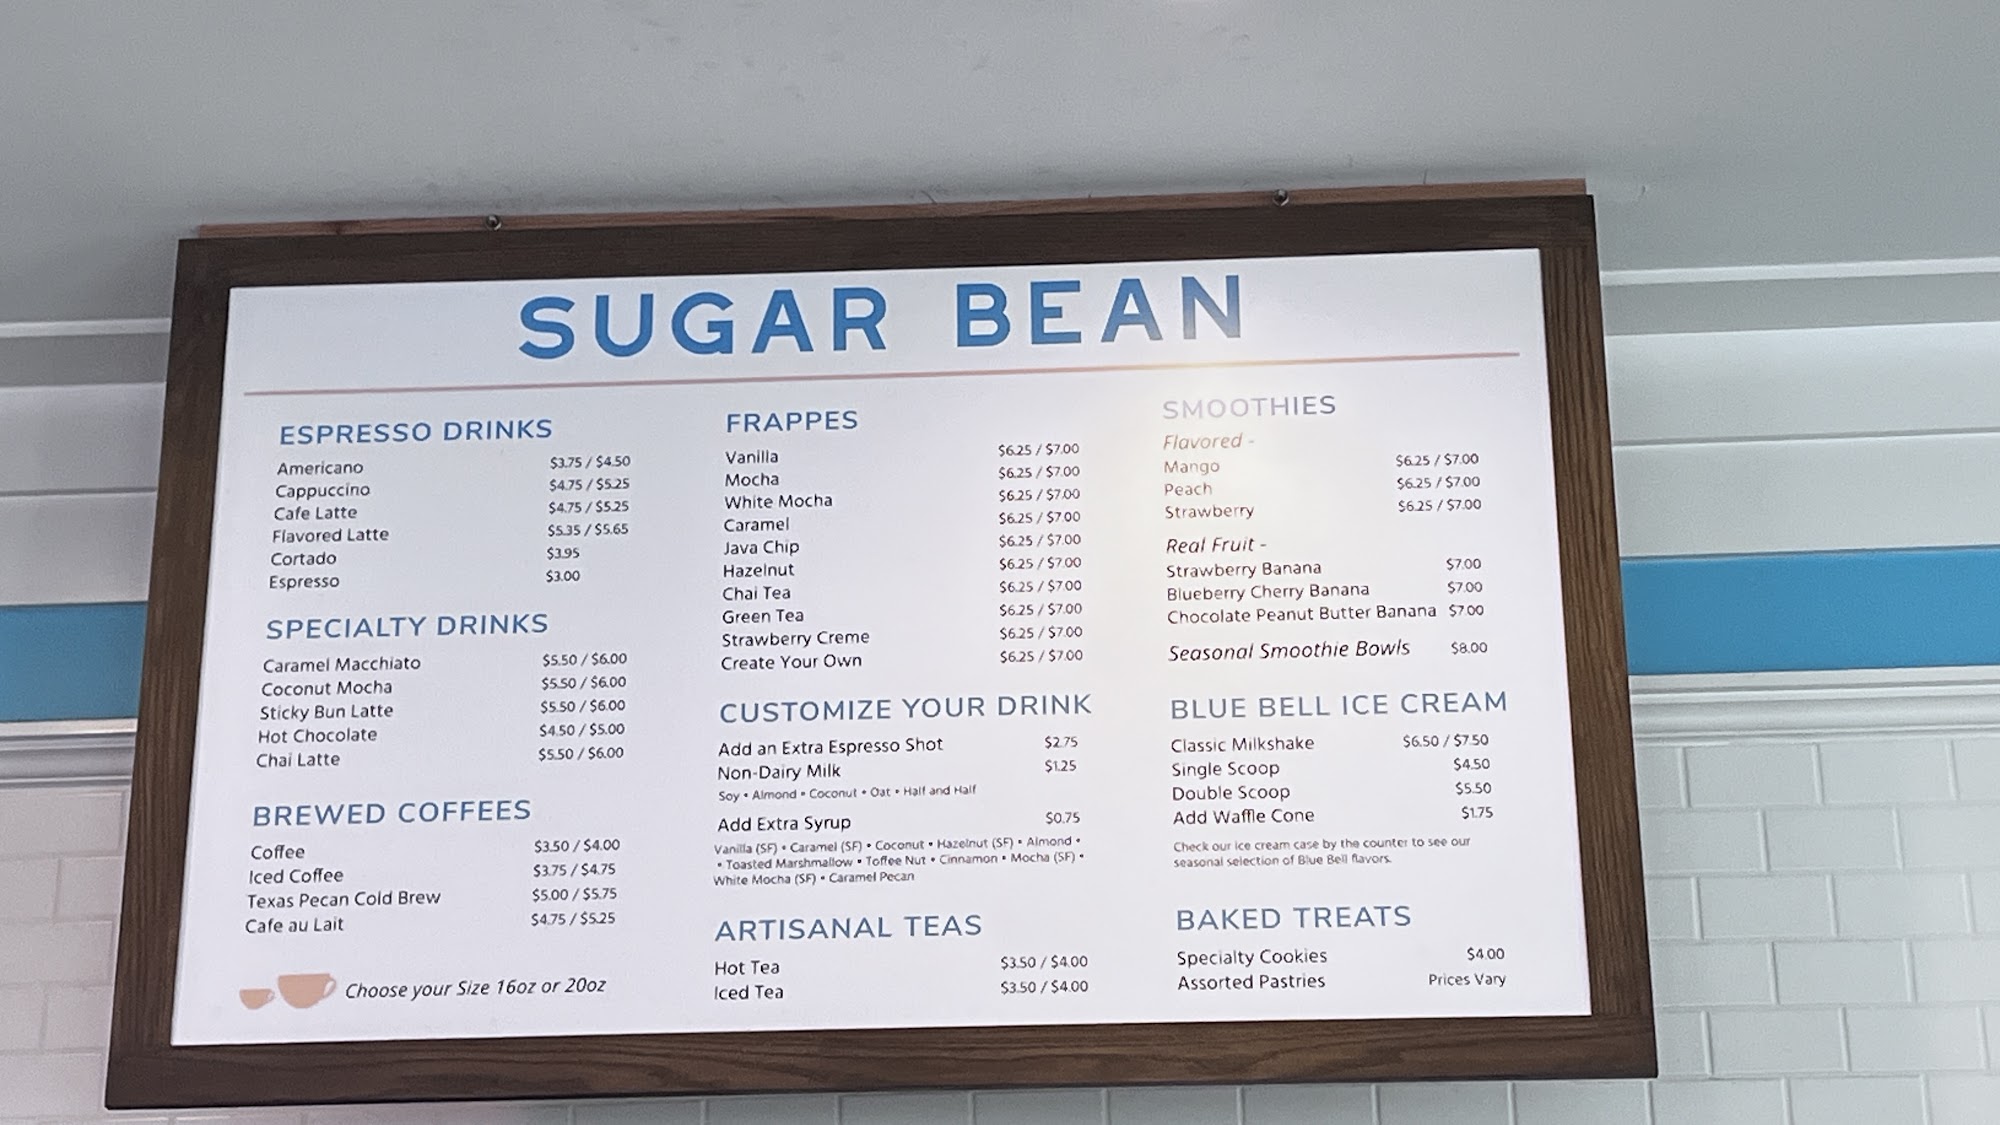 SUGAR BEAN
ESPRESSO DRINKS
Americano $3.75 / $4.50
Cappuccino $4.75 / $5.25
Cafe Latte $4.75 / $5.25
Flavored Latte $5.35 / $5.65
Cortado $3.95
Espresso $3.00
SPECIALTY DRINKS
Caramel Macchiato $5.50 / $6.00
Coconut Mocha $5.50 / $6.00
Sticky Bun Latte $5.50 / $6.00
Hot Chocolate $4.50 / $5.00
Chai Latte $5.50 / $6.00
BREWED COFFEES
Coffee $3.50 / $4.00
Iced Coffee $3.75 / $4.75
Texas Pecan Cold Brew $5.00 / $5.75
Cafe au Lait $4.75 / $5.25
Choose your Size 16oz or 20oz
FRAPPES
Vanilla $6.25 / $7.00
Mocha $6.25 / $7.00
White Mocha $6.25 / $7.00
Caramel $6.25 / $7.00
Java Chip $6.25 / $7.00
Hazelnut $6.25 / $7.00
Chai Tea $6.25 / $7.00
Green Tea $6.25 / $7.00
Strawberry Creme $6.25 / $7.00
Create Your Own $6.25 / $7.00
CUSTOMIZE YOUR DRINK
Add an Extra Espresso Shot $2.75
Non-Dairy Milk $1.25
Soy • Almond • Coconut • Oat • Half and Half
Add Extra Syrup $0.75
Vanilla (SF) • Caramel (SF) • Coconut • Hazelnut (SF) • Almond •
• Toasted Marshmallow • Toffee Nut • Cinnamon • Mocha (SF) •
White Mocha (SF) • Caramel Pecan
ARTISANAL TEAS
Hot Tea $3.50 / $4.00
Iced Tea $3.50 / $4.00
SMOOTHIES
Flavored -
Mango $6.25 / $7.00
Peach $6.25 / $7.00
Strawberry $6.25 / $7.00
Real Fruit -
Strawberry Banana $7.00
Blueberry Cherry Banana $7.00
Chocolate Peanut Butter Banana $7.00
Seasonal Smoothie Bowls $8.00
BLUE BELL ICE CREAM
Classic Milkshake $6.50 / $7.50
Single Scoop $4.50
Double Scoop $5.50
Add Waffle Cone $1.75
Check our ice cream case by the counter to see our
seasonal selection of Blue Bell flavors.
BAKED TREATS
Specialty Cookies $4.00
Assorted Pastries Prices Vary